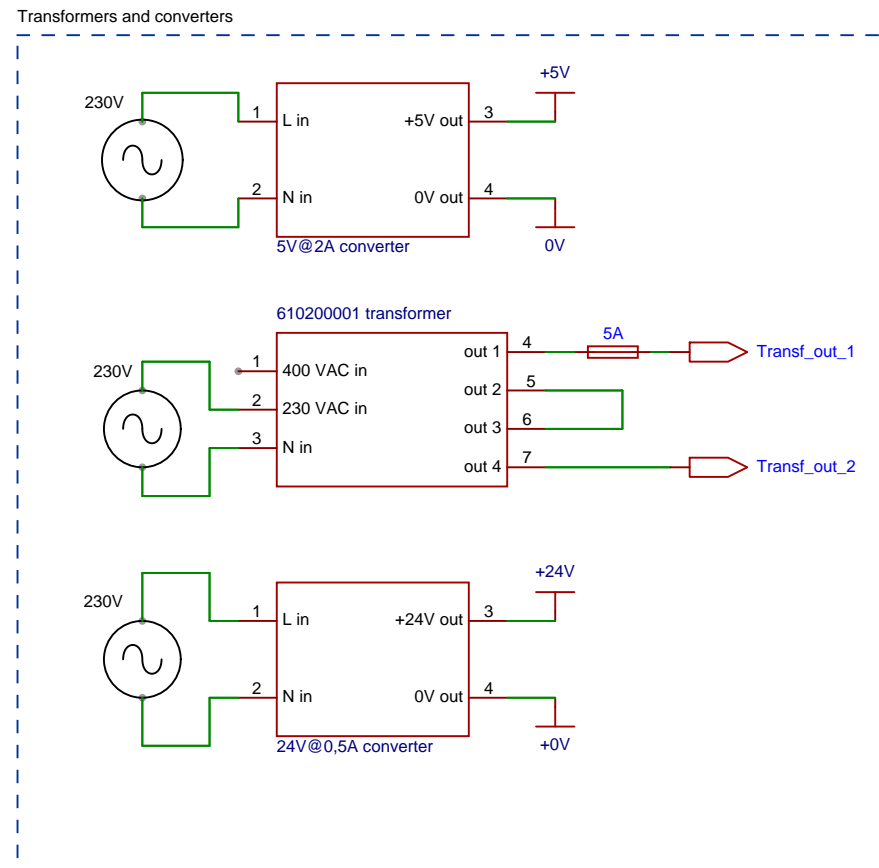 Transformers and converters
+5V
230V
1 L in +5V out 3
2 N in 0V out 4
5V@2A converter 0V
610200001 transformer
5A
out 1 4 Transf_out_1
230V 1 400 VAC in
out 2 5
2 230 VAC in
out 3 6
3 N in
out 4 7 Transf_out_2
+24V
230V
1 L in +24V out 3
2 N in 0V out 4
24V@0,5A converter +0V